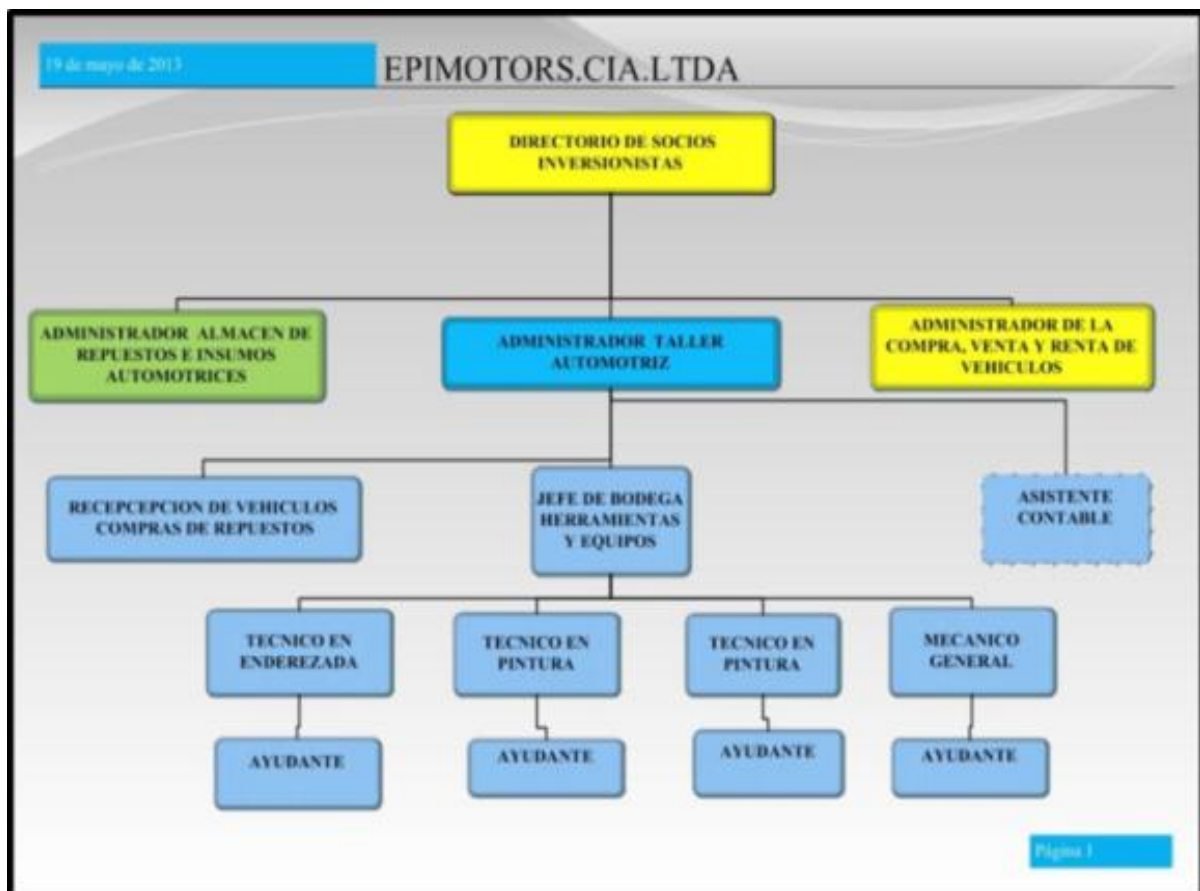 19 de mayo de 2013
EPIMOTORS.CIA.LTDA
DIRECTORIO DE SOCIOS
INVERSIONISTAS
ADMINISTRADOR ALMACEN DE
REPUESTOS E INSUMOS
AUTOMOTRICES
ADMINISTRADOR TALLER
AUTOMOTRIZ
ADMINISTRADOR DE LA
COMPRA, VENTA Y RENTA DE
VEHICULOS
RECEPCEPCION DE VEHICULOS
COMPRAS DE REPUESTOS
JEFE DE BODEGA
HERRAMIENTAS
Y EQUIPOS
ASISTENTE
CONTABLE
TECNICO EN
ENDEREZADA
TECNICO EN
PINTURA
TECNICO EN
PINTURA
MECANICO
GENERAL
AYUDANTE
AYUDANTE
AYUDANTE
AYUDANTE
Página 1